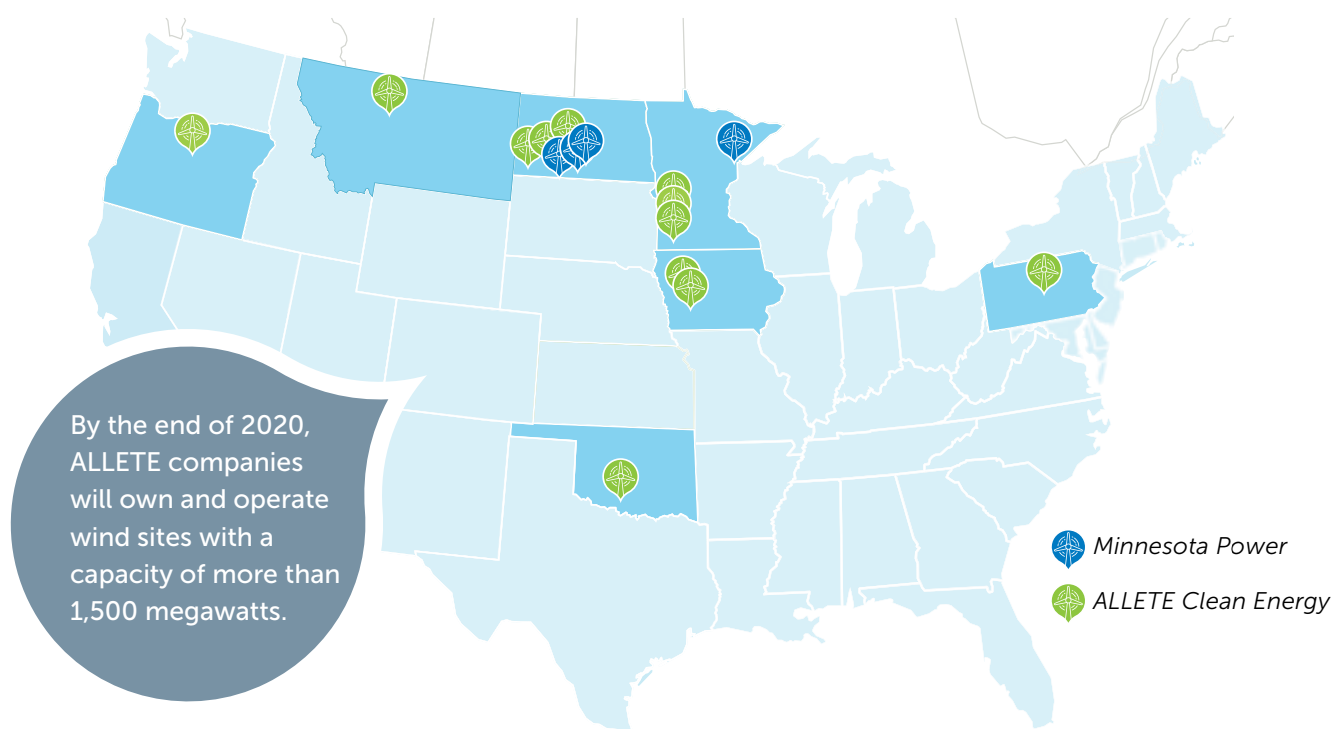 By the end of 2020,
ALLETE companies
will own and operate
wind sites with a
capacity of more than
1,500 megawatts.
Minnesota Power
ALLETE Clean Energy